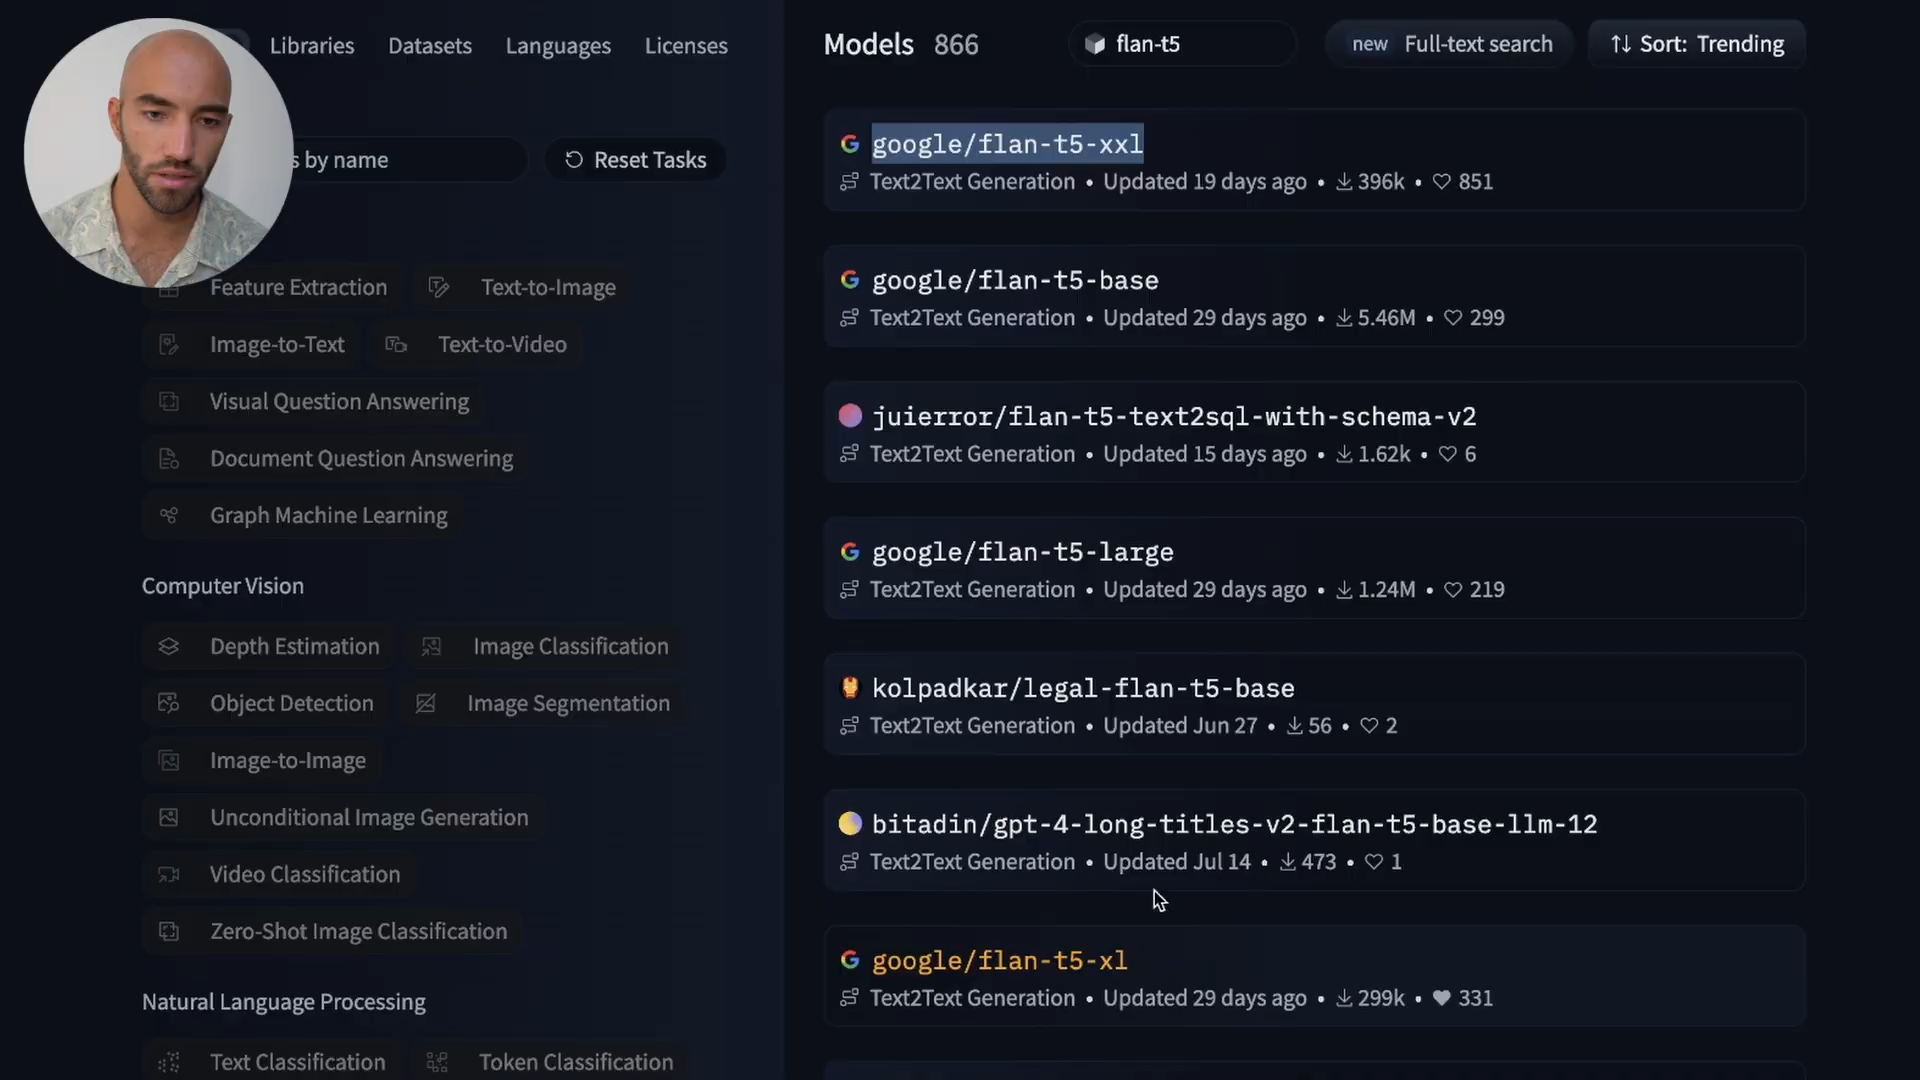 Libraries
Datasets
Languages
Licenses
s by name
Reset Tasks
Feature Extraction
Text-to-Image
Image-to-Text
Text-to-Video
Visual Question Answering
Document Question Answering
Graph Machine Learning
Computer Vision
Depth Estimation
Image Classification
Object Detection
Image Segmentation
Image-to-Image
Unconditional Image Generation
Video Classification
Zero-Shot Image Classification
Natural Language Processing
Text Classification
Token Classification
Models 866
flan-t5
new Full-text search
Sort: Trending
google/flan-t5-xxl
Text2Text Generation • Updated 19 days ago • 396k • 851
google/flan-t5-base
Text2Text Generation • Updated 29 days ago • 5.46M • 299
juierror/flan-t5-text2sql-with-schema-v2
Text2Text Generation • Updated 15 days ago • 1.62k • 6
google/flan-t5-large
Text2Text Generation • Updated 29 days ago • 1.24M • 219
kolpadkar/legal-flan-t5-base
Text2Text Generation • Updated Jun 27 • 56 • 2
bitadin/gpt-4-long-titles-v2-flan-t5-base-llm-12
Text2Text Generation • Updated Jul 14 • 473 • 1
google/flan-t5-xl
Text2Text Generation • Updated 29 days ago • 299k • 331